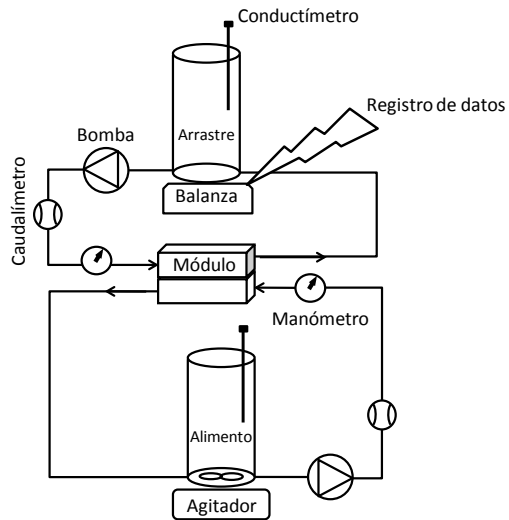 Conductímetro
Registro de datos
Arrastre
Bomba
Balanza
Caudalímetro
Módulo
Manómetro
Alimento
Agitador